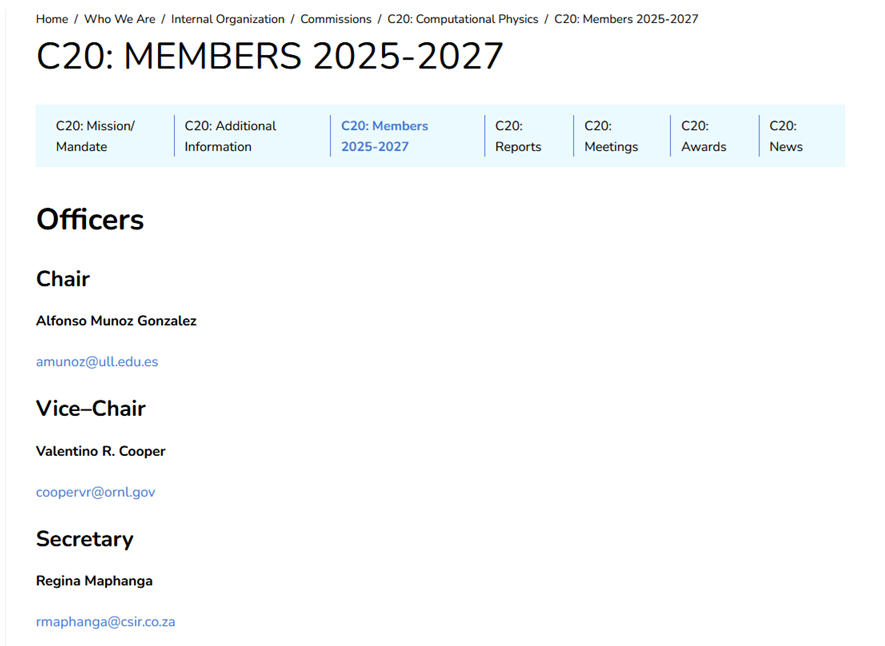 Home / Who We Are / Internal Organization / Commissions / C20: Computational Physics / C20: Members 2025-2027
C20: MEMBERS 2025-2027
C20: Mission/
Mandate
C20: Additional
Information
C20: Members
2025-2027
C20:
Reports
C20:
Meetings
C20:
Awards
C20:
News
Officers
Chair
Alfonso Munoz Gonzalez
amunoz@ull.edu.es
Vice–Chair
Valentino R. Cooper
coopervr@ornl.gov
Secretary
Regina Maphanga
rmaphanga@csir.co.za